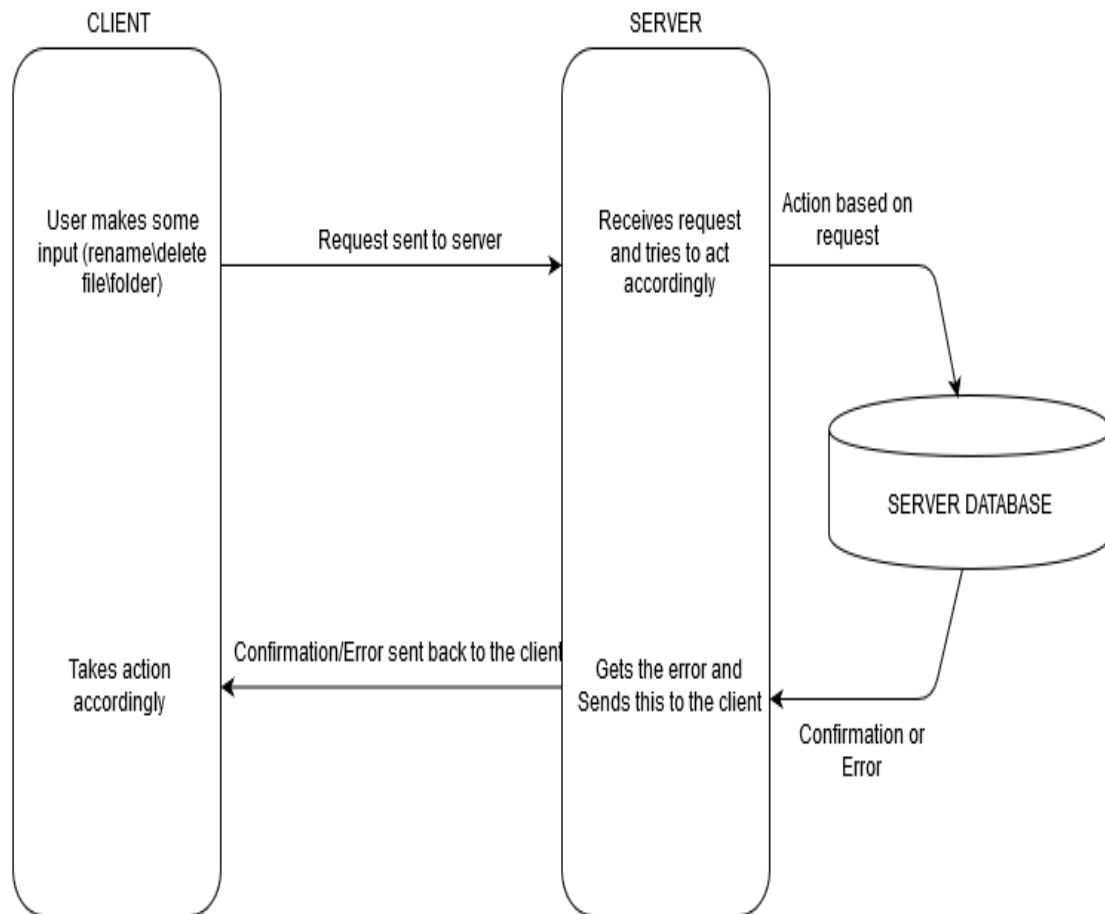 CLIENT
SERVER
User makes some
input (rename\delete
file\folder)
Request sent to server
Receives request
and tries to act
accordingly
Action based on
request
SERVER DATABASE
Takes action
accordingly
Confirmation/Error sent back to the client
Gets the error and
Sends this to the client
Confirmation or
Error